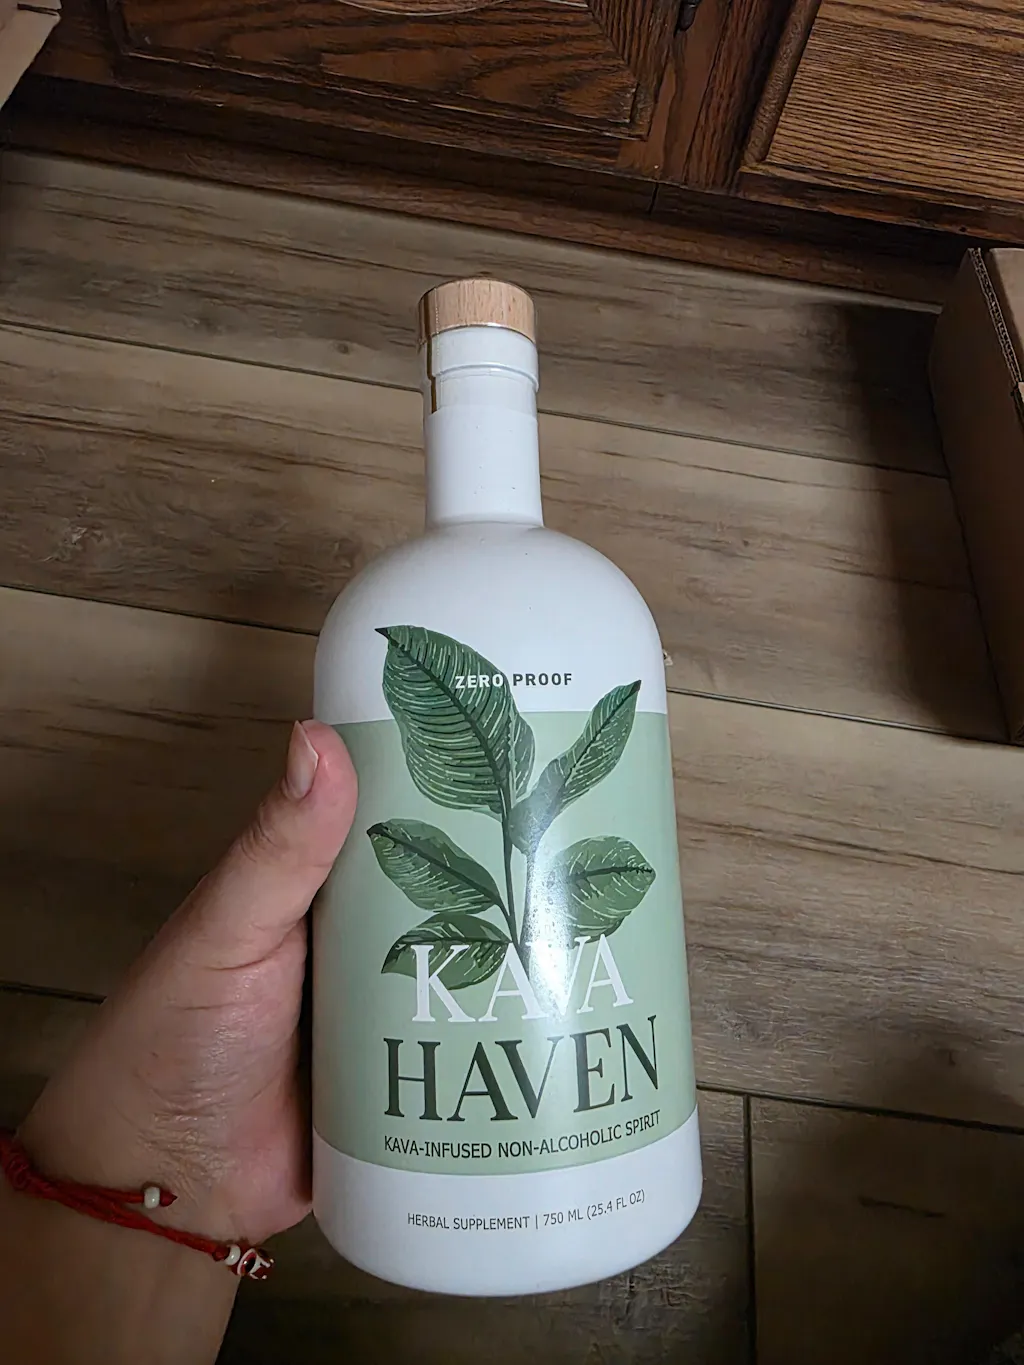 ZERO PROOF
KAVA
HAVEN
KAVA-INFUSED NON-ALCOHOLIC SPIRIT
HERBAL SUPPLEMENT | 750 ML (25.4 FL OZ)